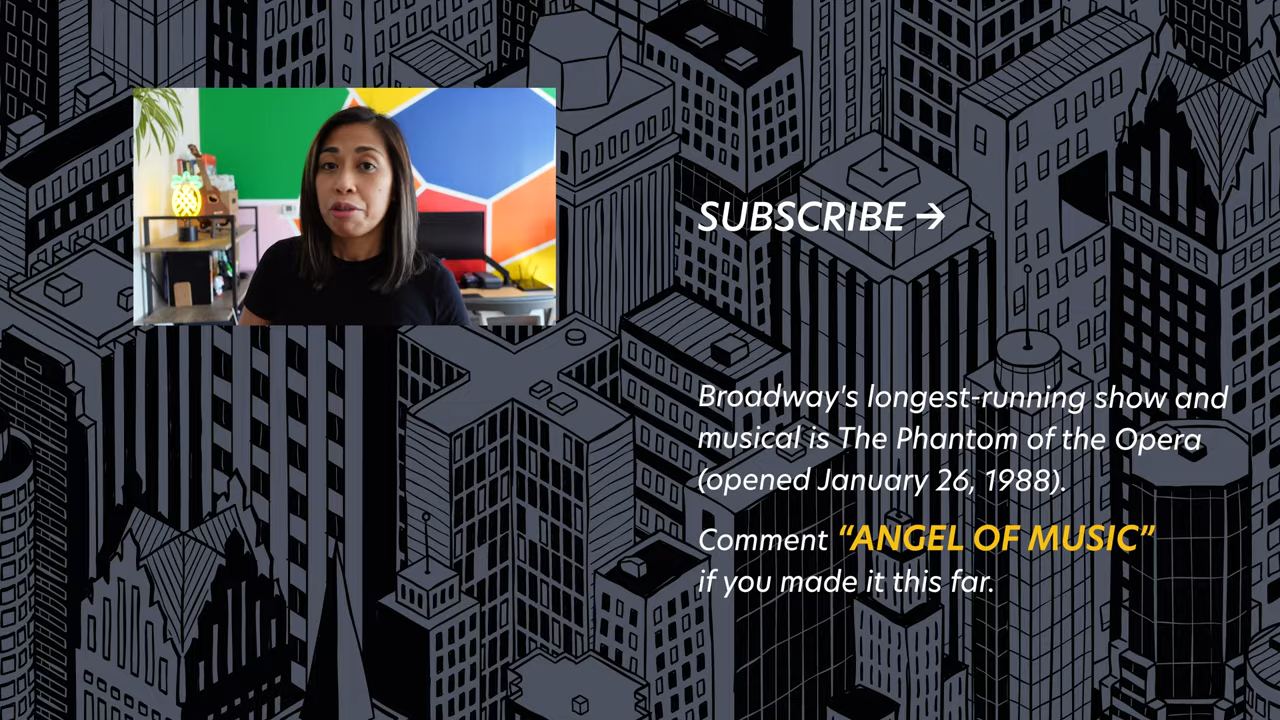 SUBSCRIBE →
Broadway's longest-running show and
musical is The Phantom of the Opera
(opened January 26, 1988).
Comment “ANGEL OF MUSIC”
if you made it this far.